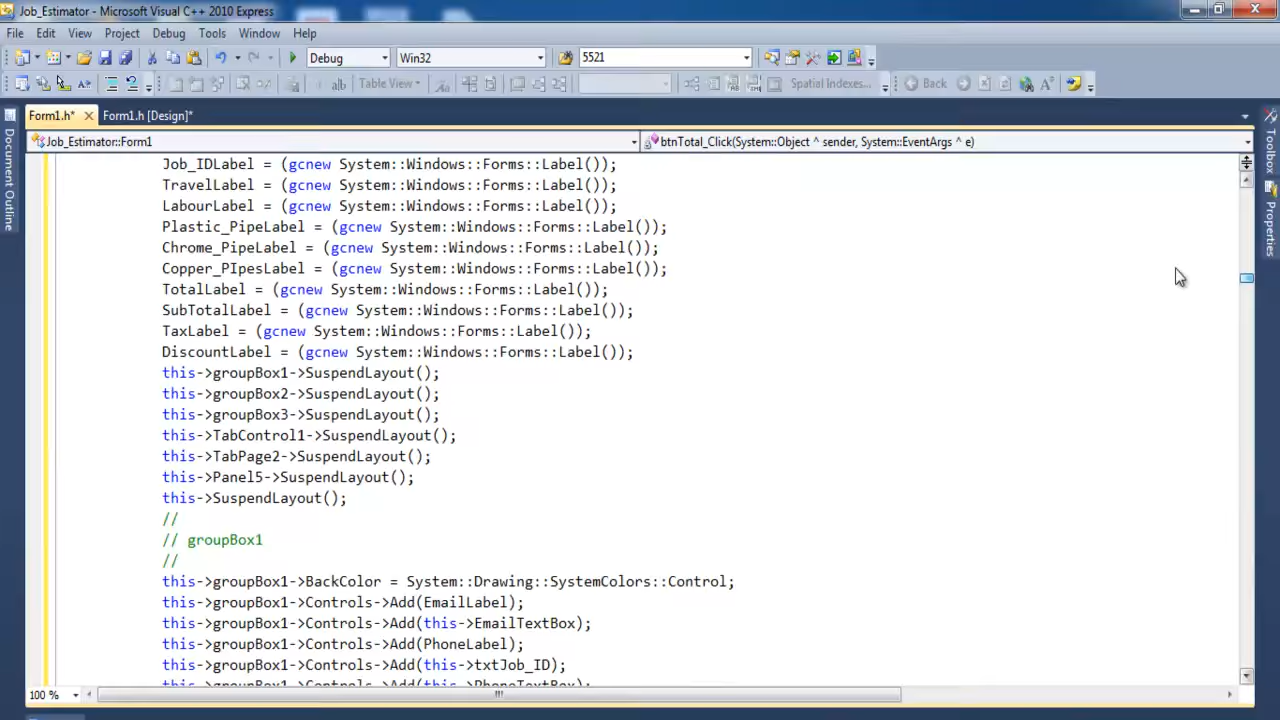 Job_Estimator - Microsoft Visual C++ 2010 Express
File Edit View Project Debug Tools Window Help
Debug Win32 5521
Table View Spatial Indexes... Back
Form1.h* Form1.h [Design]*
Job_Estimator::Form1 btnTotal_Click(System::Object ^ sender, System::EventArgs ^ e)
Document Outline
Toolbox
Properties
Job_IDLabel = (gcnew System::Windows::Forms::Label());
TravelLabel = (gcnew System::Windows::Forms::Label());
LabourLabel = (gcnew System::Windows::Forms::Label());
Plastic_PipeLabel = (gcnew System::Windows::Forms::Label());
Chrome_PipeLabel = (gcnew System::Windows::Forms::Label());
Copper_PIpesLabel = (gcnew System::Windows::Forms::Label());
TotalLabel = (gcnew System::Windows::Forms::Label());
SubTotalLabel = (gcnew System::Windows::Forms::Label());
TaxLabel = (gcnew System::Windows::Forms::Label());
DiscountLabel = (gcnew System::Windows::Forms::Label());
this->groupBox1->SuspendLayout();
this->groupBox2->SuspendLayout();
this->groupBox3->SuspendLayout();
this->TabControl1->SuspendLayout();
this->TabPage2->SuspendLayout();
this->Panel5->SuspendLayout();
this->SuspendLayout();
//
// groupBox1
//
this->groupBox1->BackColor = System::Drawing::SystemColors::Control;
this->groupBox1->Controls->Add(EmailLabel);
this->groupBox1->Controls->Add(this->EmailTextBox);
this->groupBox1->Controls->Add(PhoneLabel);
this->groupBox1->Controls->Add(this->txtJob_ID);
this->groupBox1->Controls->Add(this->PhoneTextBox);
100 %